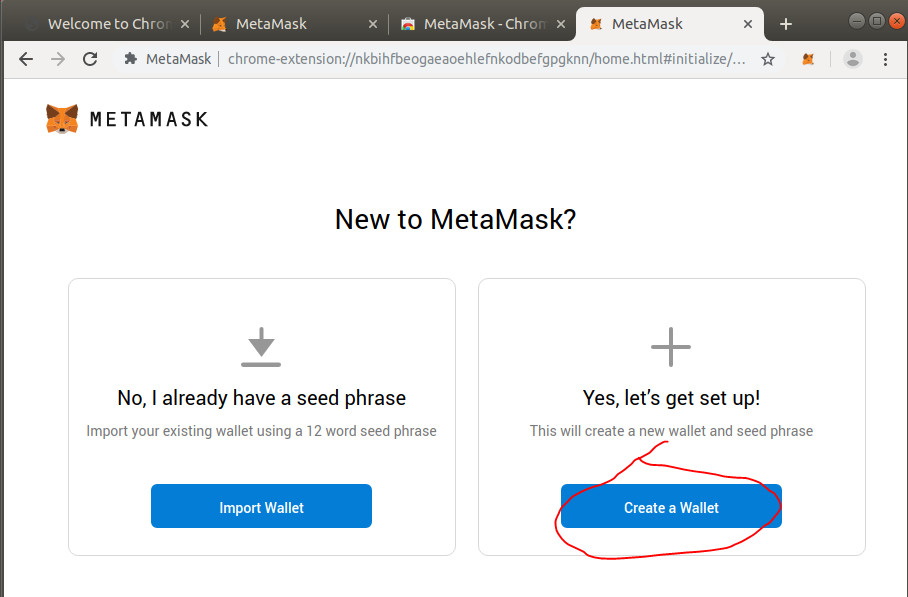 Welcome to Chron
MetaMask
MetaMask - Chrom
MetaMask
MetaMask
chrome-extension://nkbihfbeogaeaoehlefnkodbefgpgknn/home.html#initialize/...
METAMASK
New to MetaMask?
No, I already have a seed phrase
Import your existing wallet using a 12 word seed phrase
Import Wallet
Yes, let’s get set up!
This will create a new wallet and seed phrase
Create a Wallet